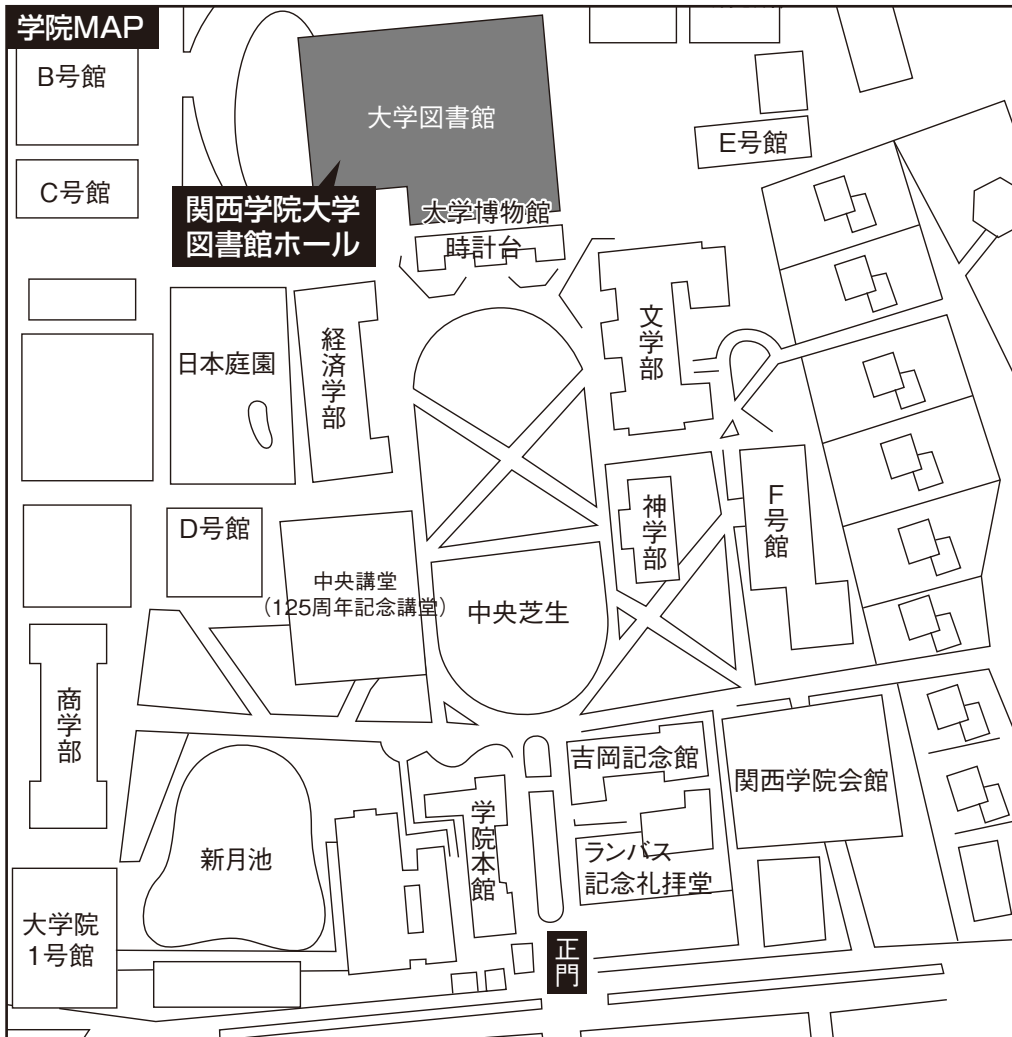 学院MAP
B号館
大学図書館
E号館
C号館
関西学院大学
図書館ホール
大学博物館
時計台
文学部
経済学部
日本庭園
F号館
神学部
D号館
中央講堂
（125周年記念講堂）
中央芝生
商学部
吉岡記念館
関西学院会館
学院本館
新月池
ランバス
記念礼拝堂
大学院
1号館
正門